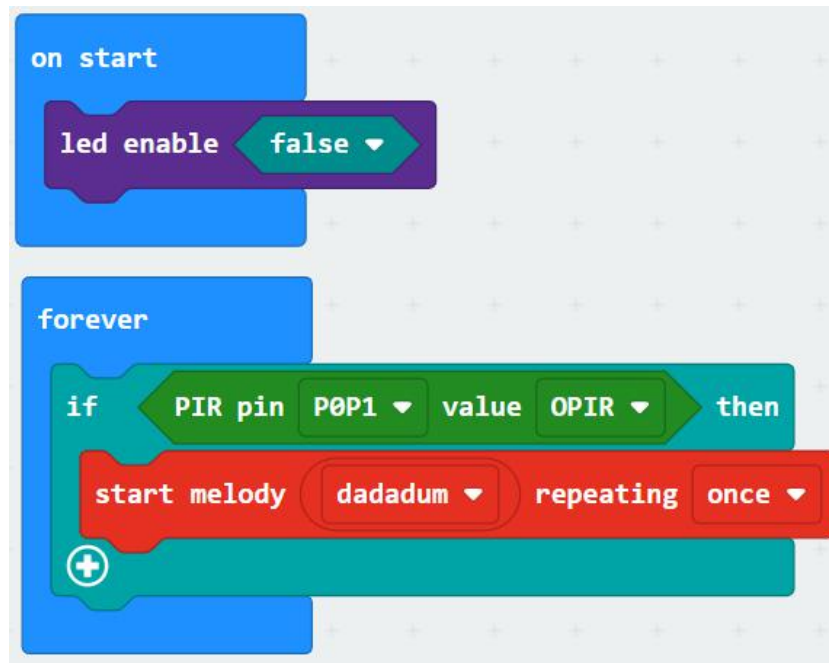 on start
led enable false
forever
if PIR pin P0P1 value OPIR then
start melody dadadum repeating once